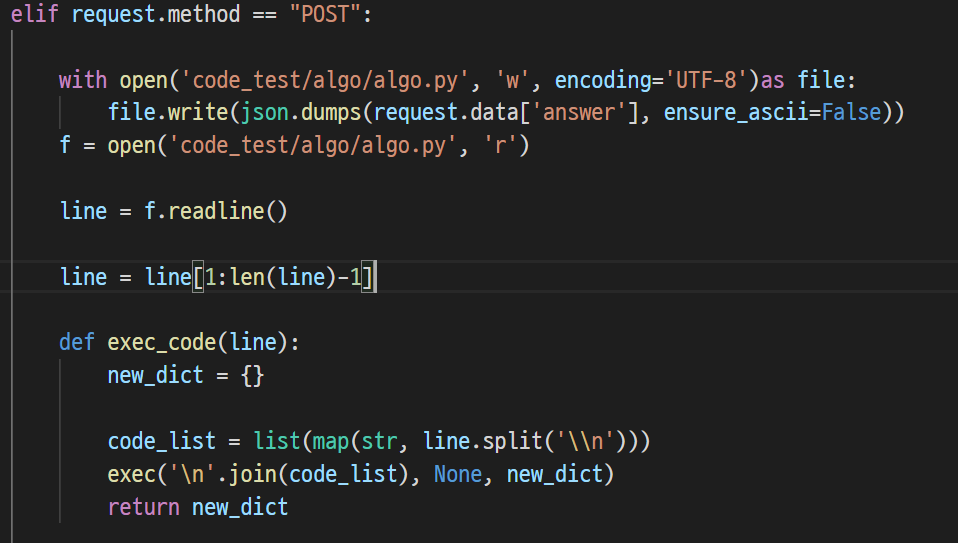 elif request.method == "POST":
with open('code_test/algo/algo.py', 'w', encoding='UTF-8')as file:
file.write(json.dumps(request.data['answer'], ensure_ascii=False))
f = open('code_test/algo/algo.py', 'r')
line = f.readline()
line = line[1:len(line)-1]
def exec_code(line):
new_dict = {}
code_list = list(map(str, line.split('\\n')))
exec('\n'.join(code_list), None, new_dict)
return new_dict